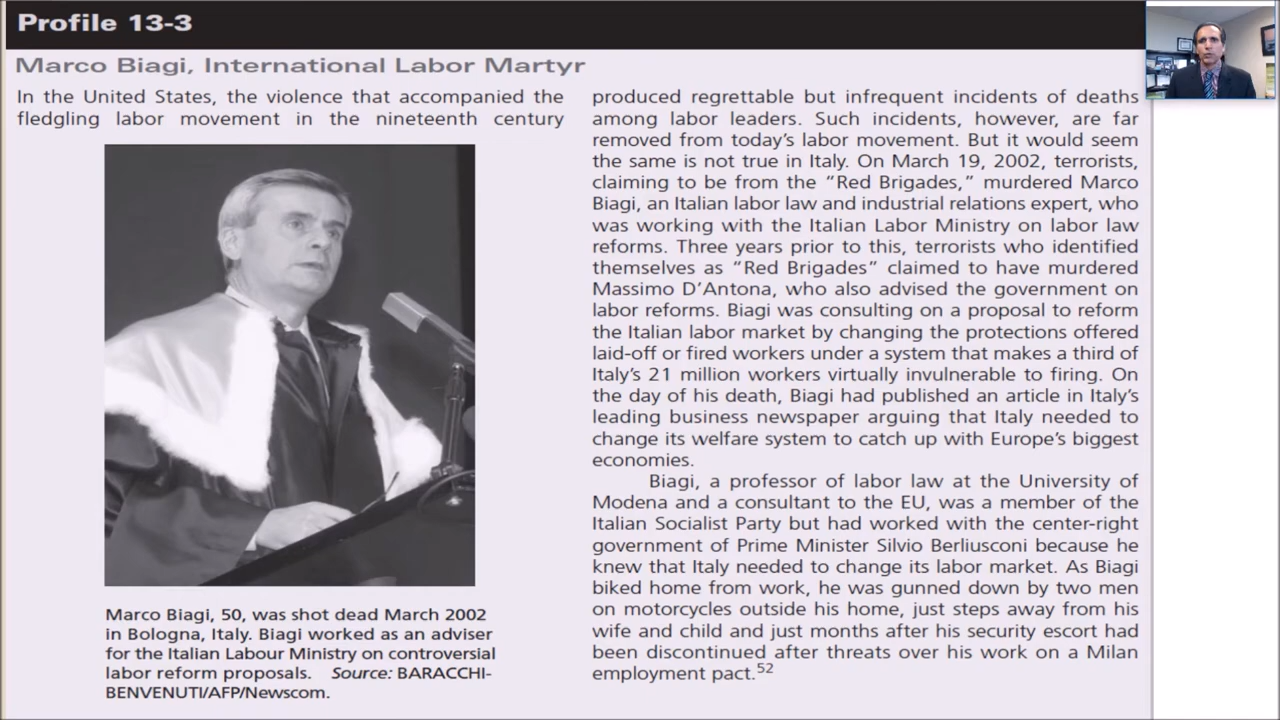 Profile 13-3
Marco Biagi, International Labor Martyr
In the United States, the violence that accompanied the
fledgling labor movement in the nineteenth century
Marco Biagi, 50, was shot dead March 2002
in Bologna, Italy. Biagi worked as an adviser
for the Italian Labour Ministry on controversial
labor reform proposals. Source: BARACCHI-
BENVENUTI/AFP/Newscom.
produced regrettable but infrequent incidents of deaths
among labor leaders. Such incidents, however, are far
removed from today's labor movement. But it would seem
the same is not true in Italy. On March 19, 2002, terrorists,
claiming to be from the “Red Brigades,” murdered Marco
Biagi, an Italian labor law and industrial relations expert, who
was working with the Italian Labor Ministry on labor law
reforms. Three years prior to this, terrorists who identified
themselves as “Red Brigades” claimed to have murdered
Massimo D’Antona, who also advised the government on
labor reforms. Biagi was consulting on a proposal to reform
the Italian labor market by changing the protections offered
laid-off or fired workers under a system that makes a third of
Italy’s 21 million workers virtually invulnerable to firing. On
the day of his death, Biagi had published an article in Italy’s
leading business newspaper arguing that Italy needed to
change its welfare system to catch up with Europe’s biggest
economies.
Biagi, a professor of labor law at the University of
Modena and a consultant to the EU, was a member of the
Italian Socialist Party but had worked with the center-right
government of Prime Minister Silvio Berliusconi because he
knew that Italy needed to change its labor market. As Biagi
biked home from work, he was gunned down by two men
on motorcycles outside his home, just steps away from his
wife and child and just months after his security escort had
been discontinued after threats over his work on a Milan
employment pact.52